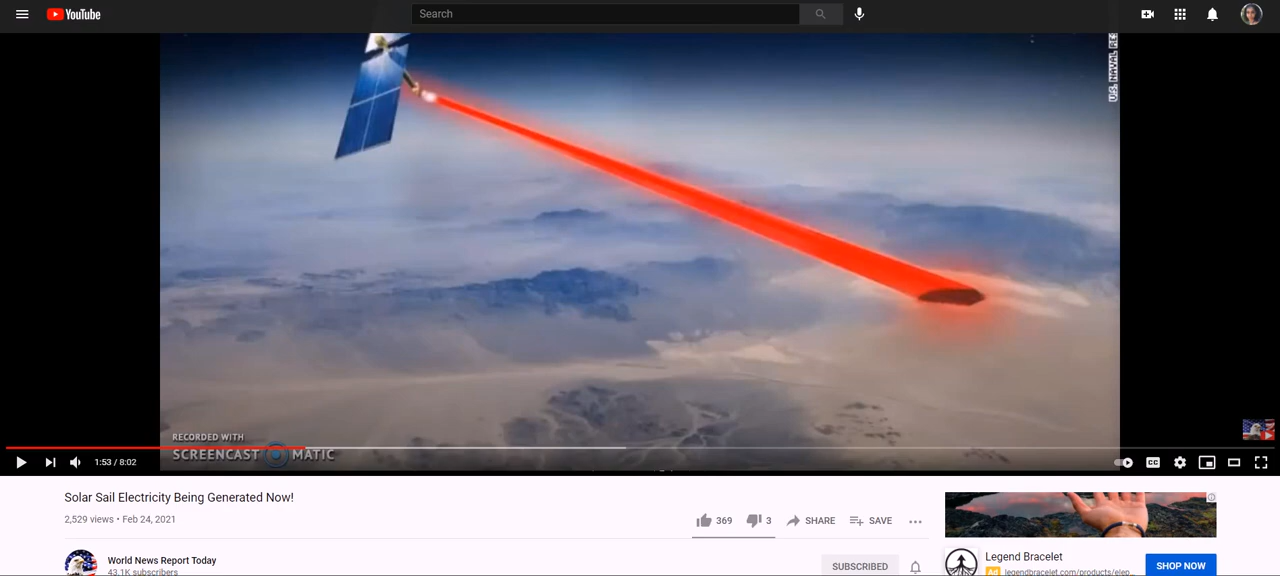 YouTube
Search
U.S. NAVAL RE
RECORDED WITH
SCREENCAST MATIC
1:53 / 8:02
CC
Solar Sail Electricity Being Generated Now!
2,529 views • Feb 24, 2021
369
3
SHARE
SAVE
World News Report Today
43.1K subscribers
SUBSCRIBED
Legend Bracelet
Ad
legendbracelet.com/products/elep...
SHOP NOW